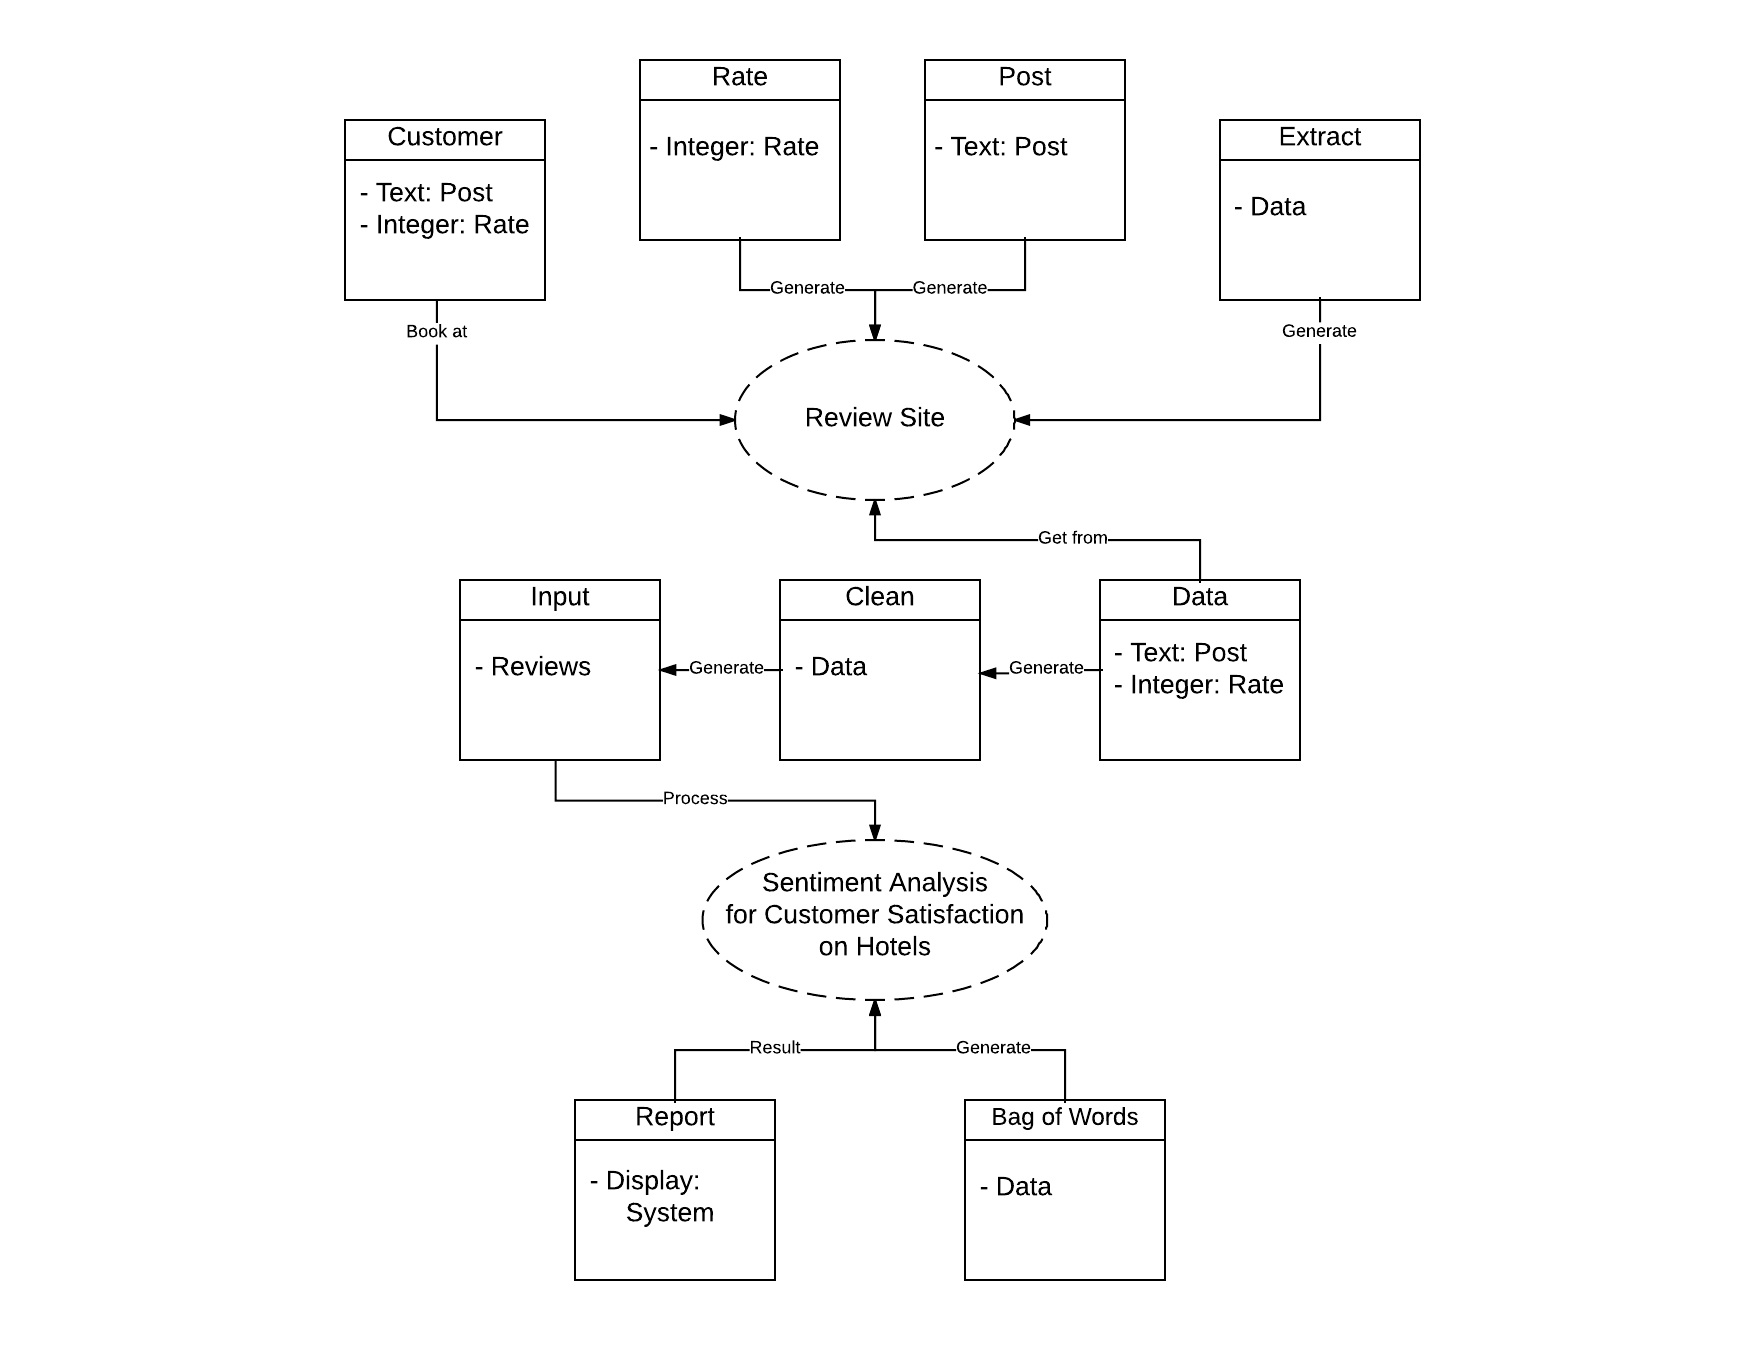 Rate
- Integer: Rate
Post
- Text: Post
Customer
- Text: Post
- Integer: Rate
Extract
- Data
Generate
Generate
Book at
Generate
Review Site
Get from
Input
- Reviews
Generate
Clean
- Data
Generate
Data
- Text: Post
- Integer: Rate
Process
Sentiment Analysis
for Customer Satisfaction
on Hotels
Result
Generate
Report
- Display:
System
Bag of Words
- Data